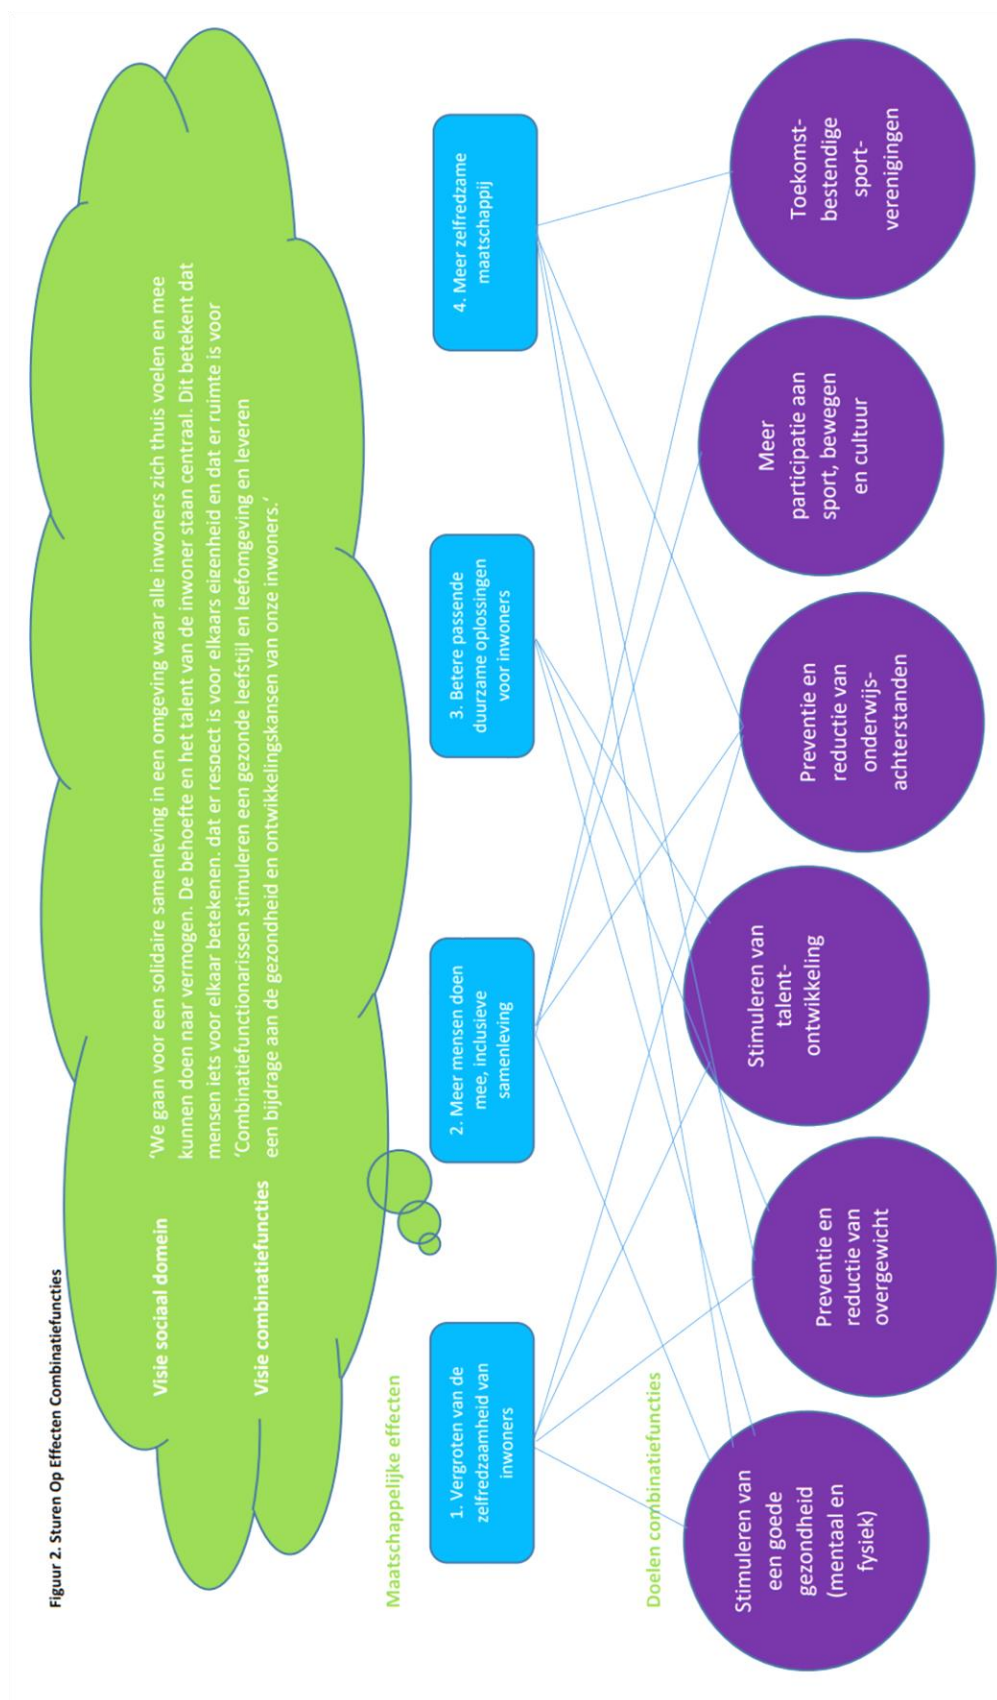 Figuur 2. Sturen Op Effecten Combinatiefuncties
Visie sociaal domein
'We gaan voor een solidaire samenleving in een omgeving waar alle inwoners zich thuis voelen en mee
kunnen doen naar vermogen. De behoefte en het talent van de inwoner staan centraal. Dit betekent dat
mensen iets voor elkaar betekenen. dat er respect is voor elkaars eigenheid en dat er ruimte is voor
Visie combinatiefuncties
'Combinatiefunctionarissen stimuleren een gezonde leefstijl en leefomgeving en leveren
een bijdrage aan de gezondheid en ontwikkelingskansen van onze inwoners.'
Maatschappelijke effecten
1. Vergroten van de
zelfredzaamheid van
inwoners
2. Meer mensen doen
mee, inclusieve
samenleving
3. Betere passende
duurzame oplossingen
voor inwoners
4. Meer zelfredzame
maatschappij
Doelen combinatiefuncties
Stimuleren van
een goede
gezondheid
(mentaal en
fysiek)
Preventie en
reductie van
overgewicht
Stimuleren van
talent-
ontwikkeling
Preventie en
reductie van
onderwijs-
achterstanden
Meer
participatie aan
sport, bewegen
en cultuur
Toekomst-
bestendige
sport-
verenigingen